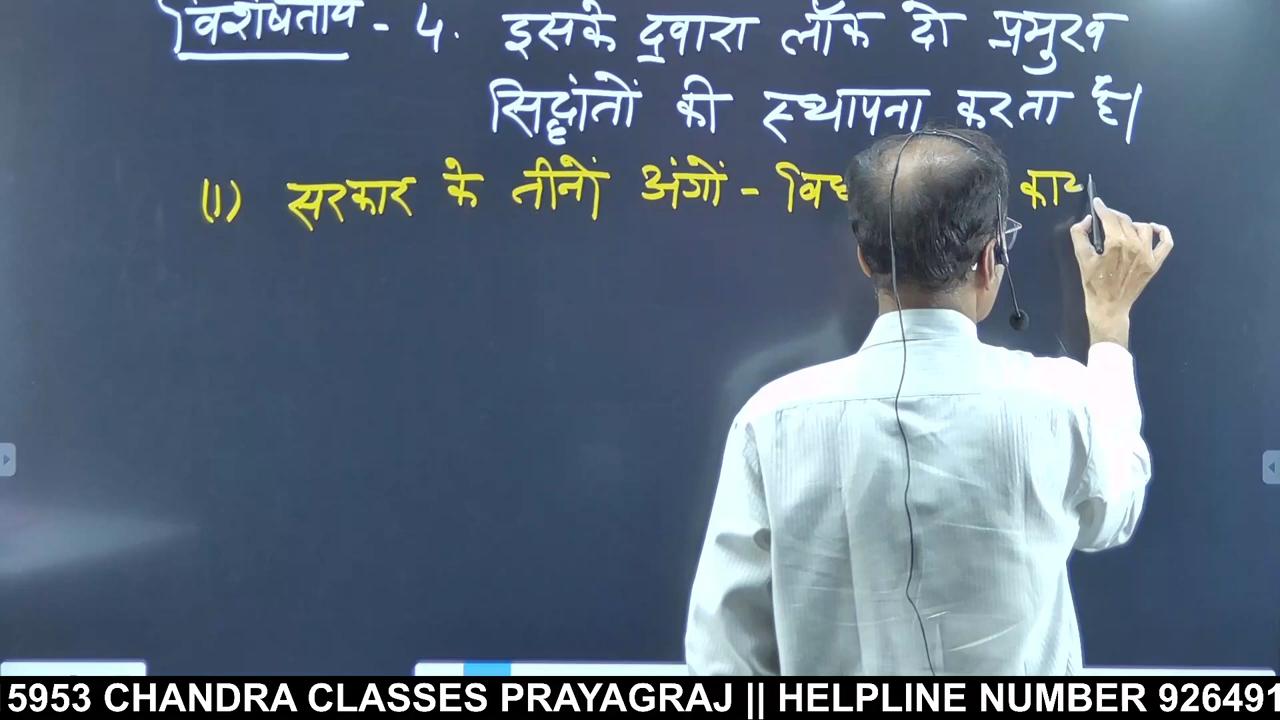 विशेषतायें - 4. इसके द्वारा लॉक दो प्रमुख
सिद्धांतों की स्थापना करता है।
(1) सरकार के तीनों अंगों -
5953 CHANDRA CLASSES PRAYAGRAJ || HELPLINE NUMBER 926491